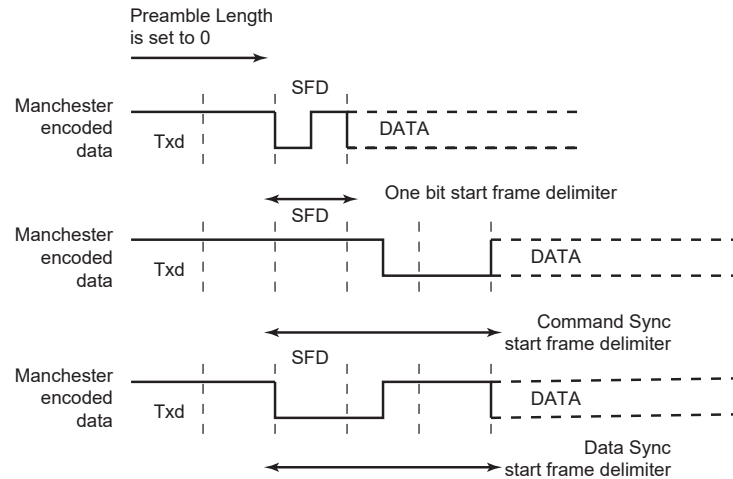 Preamble Length
is set to 0
SFD
Manchester
encoded
data
Txd
DATA
One bit start frame delimiter
SFD
Manchester
encoded
data
Txd
DATA
Command Sync
start frame delimiter
SFD
Manchester
encoded
data
Txd
DATA
Data Sync
start frame delimiter